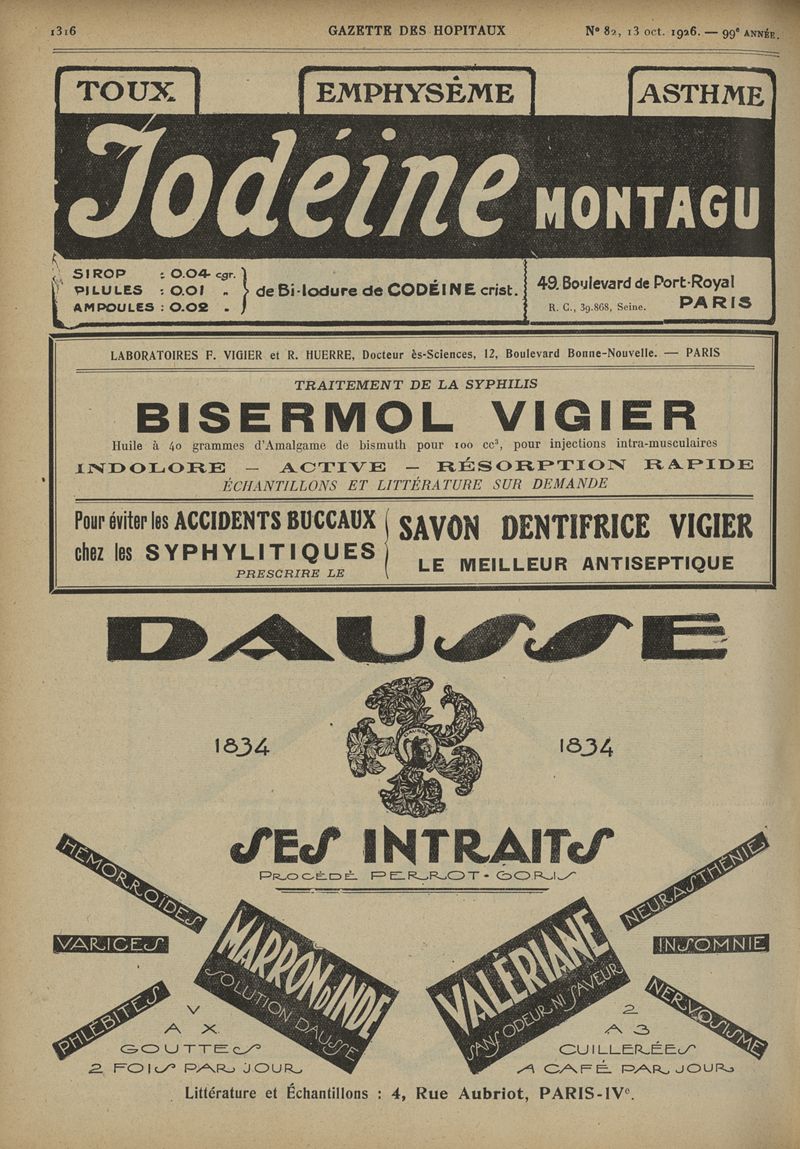 1316 GAZETTE DES HOPITAUX N° 82, 13 oct. 1926. — 99e ANNÉE.
TOUX EMPHYSÊME ASTHME
Iodéine MONTAGU
SIROP : 0.04 cgr.
PILULES : 0.01 „
AMPOULES : 0.02 „
de Bi-Iodure de CODÉINE crist.
49, Boulevard de Port-Royal
R. C., 39.868, Seine. PARIS
LABORATOIRES F. VIGIER et R. HUERRE, Docteur ès-Sciences, 12, Boulevard Bonne-Nouvelle. — PARIS
TRAITEMENT DE LA SYPHILIS
BISERMOL VIGIER
Huile à 40 grammes d'Amalgame de bismuth pour 100 cc³, pour injections intra-musculaires
INDOLORE — ACTIVE — RÉSORPTION RAPIDE
ÉCHANTILLONS ET LITTÉRATURE SUR DEMANDE
Pour éviter les ACCIDENTS BUCCAUX
chez les SYPHYLITIQUES
PRESCRIRE LE
SAVON DENTIFRICE VIGIER
LE MEILLEUR ANTISEPTIQUE
DAUSSE
1834 DAUSSE 1834
SES INTRAITS
PROCÉDÉ PERROT-GORIS
HÉMORROÏDES
VARICES
PHLÉBITES
MARRON D'INDE
SOLUTION DAUSSE
V
A X
GOUTTES
2 FOIS PAR JOUR
VALÉRIANE
SANS ODEUR NI SAVEUR
NEURASTHÉNIE
INSOMNIE
NERVOSISME
2
A 3
CUILLERÉES
A CAFÉ PAR JOUR
Littérature et Échantillons : 4, Rue Aubriot, PARIS-IVe.